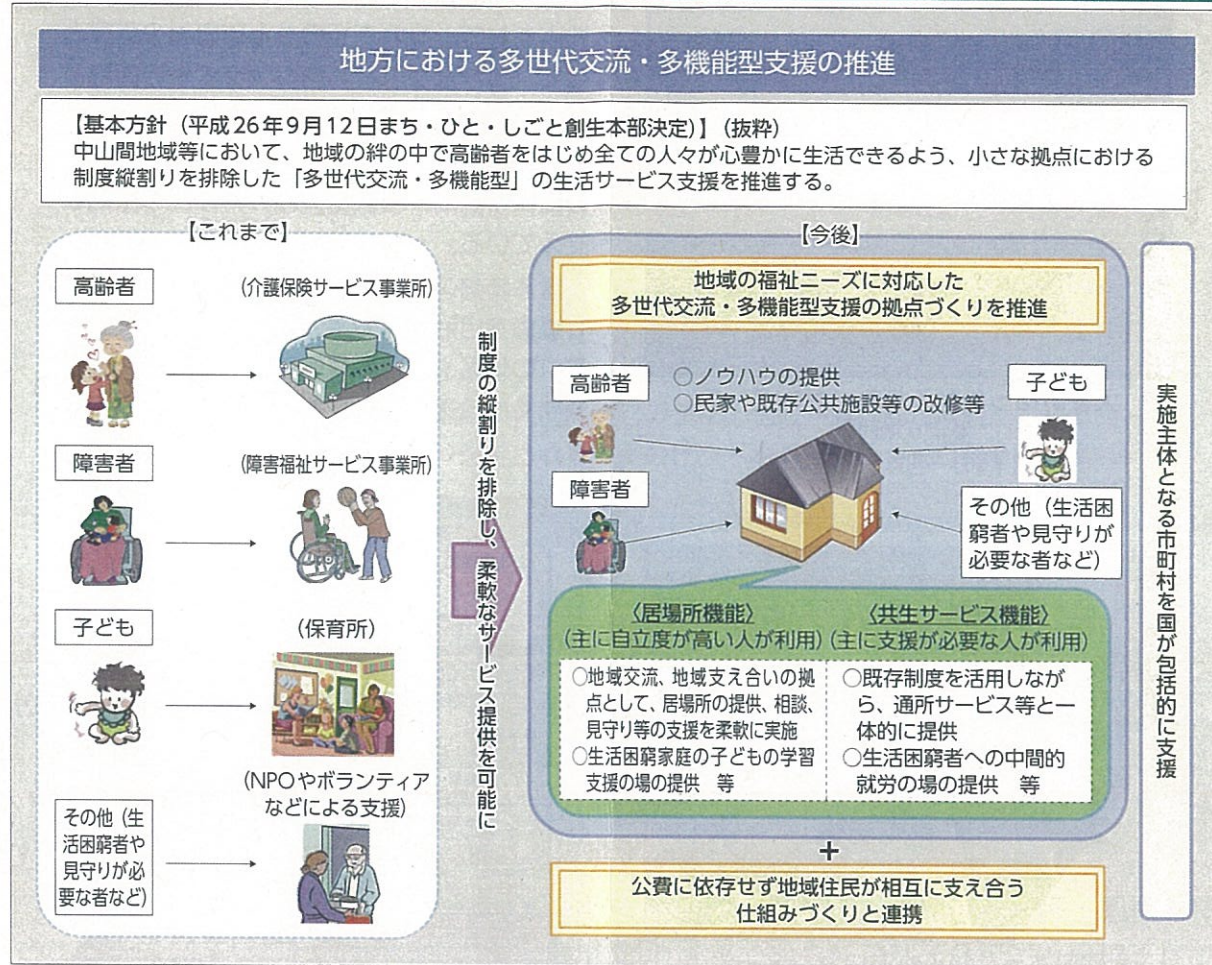 地方における多世代交流・多機能型支援の推進
【基本方針（平成26年9月12日まち・ひと・しごと創生本部決定）】（抜粋）
中山間地域等において、地域の絆の中で高齢者をはじめ全ての人々が心豊かに生活できるよう、小さな拠点における
制度縦割りを排除した「多世代交流・多機能型」の生活サービス支援を推進する。
【これまで】
高齢者
（介護保険サービス事業所）
障害者
（障害福祉サービス事業所）
子ども
（保育所）
（NPOやボランティア
などによる支援）
その他（生
活困窮者や
見守りが必
要な者など）
制度の縦割りを排除し、柔軟なサービス提供を可能に
【今後】
地域の福祉ニーズに対応した
多世代交流・多機能型支援の拠点づくりを推進
高齢者
○ノウハウの提供
○民家や既存公共施設等の改修等
子ども
障害者
その他（生活困
窮者や見守りが
必要な者など）
〈居場所機能〉
（主に自立度が高い人が利用）
○地域交流、地域支え合いの拠
点として、居場所の提供、相談、
見守り等の支援を柔軟に実施
○生活困窮家庭の子どもの学習
支援の場の提供　等
〈共生サービス機能〉
（主に支援が必要な人が利用）
○既存制度を活用しなが
ら、通所サービス等と一
体的に提供
○生活困窮者への中間的
就労の場の提供　等
+
公費に依存せず地域住民が相互に支え合う
仕組みづくりと連携
実施主体となる市町村を国が包括的に支援